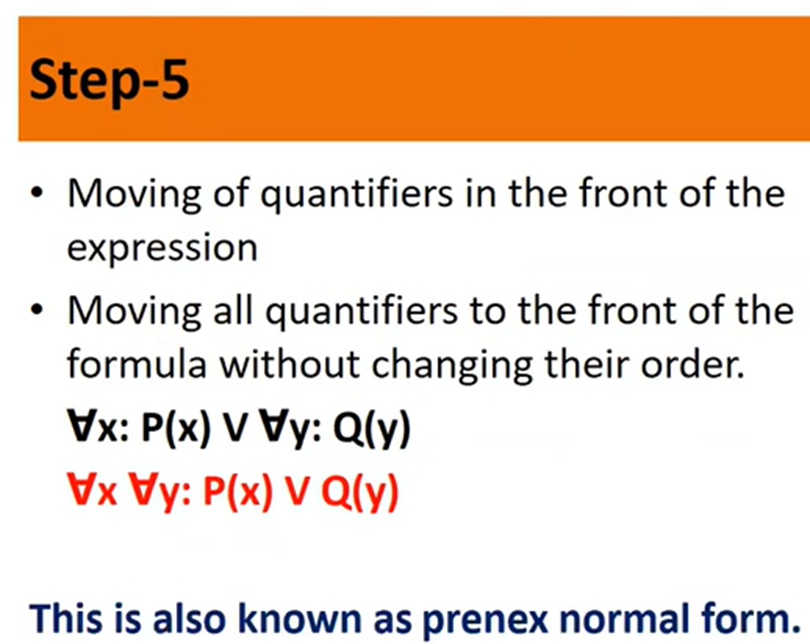 Step-5
• Moving of quantifiers in the front of the
expression
• Moving all quantifiers to the front of the
formula without changing their order.
∀x: P(x) V ∀y: Q(y)
∀x ∀y: P(x) V Q(y)
This is also known as prenex normal form.